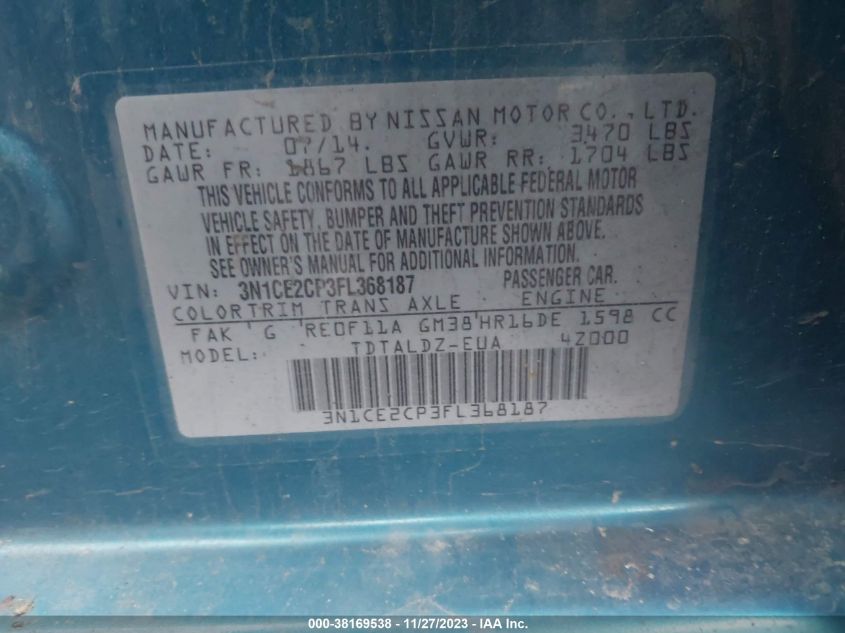 MANUFACTURED BY NISSAN MOTOR CO., LTD.
DATE: 07/14. GVWR: 3470 LBS
GAWR FR: 1867 LBS GAWR RR: 1704 LBS
THIS VEHICLE CONFORMS TO ALL APPLICABLE FEDERAL MOTOR
VEHICLE SAFETY, BUMPER AND THEFT PREVENTION STANDARDS
IN EFFECT ON THE DATE OF MANUFACTURE SHOWN ABOVE.
SEE OWNER'S MANUAL FOR ADDITIONAL INFORMATION.
VIN: 3N1CE2CP3FL368187 PASSENGER CAR.
COLOR TRIM TRANS AXLE ENGINE
FAK G RE0F11A GM38 HR16DE 1598 CC
MODEL: TDTALDZ-EUA 4Z000
3N1CE2CP3FL368187
000-38169538 - 11/27/2023 - IAA Inc.